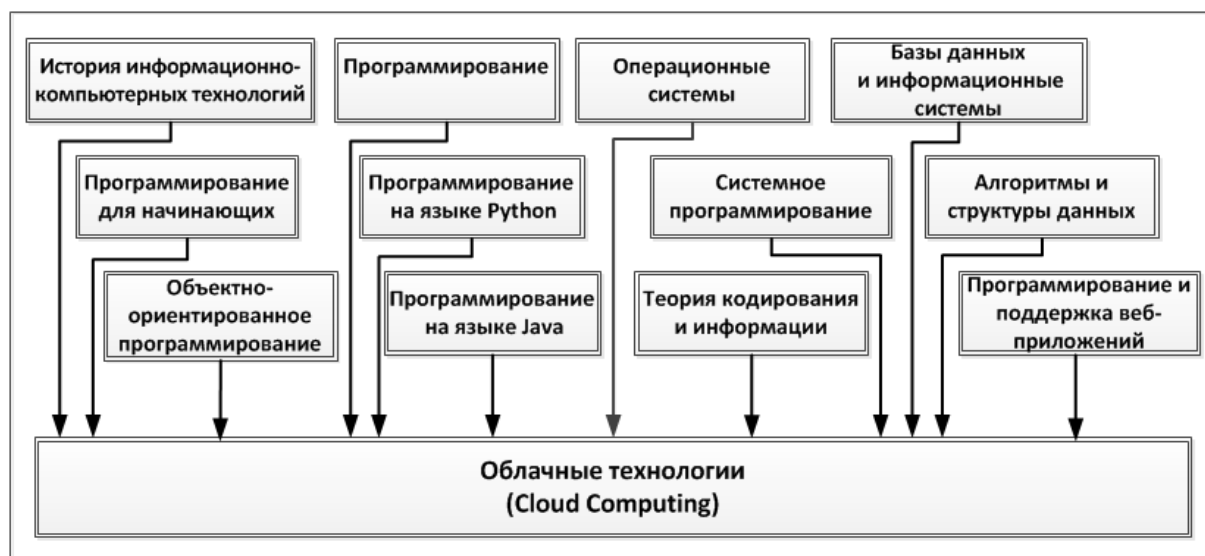 История информационно-
компьютерных технологий
Программирование
Операционные
системы
Базы данных
и информационные
системы
Программирование
для начинающих
Программирование
на языке Python
Системное
программирование
Алгоритмы и
структуры данных
Объектно-
ориентированное
программирование
Программирование
на языке Java
Теория кодирования
и информации
Программирование и
поддержка веб-
приложений
Облачные технологии
(Cloud Computing)